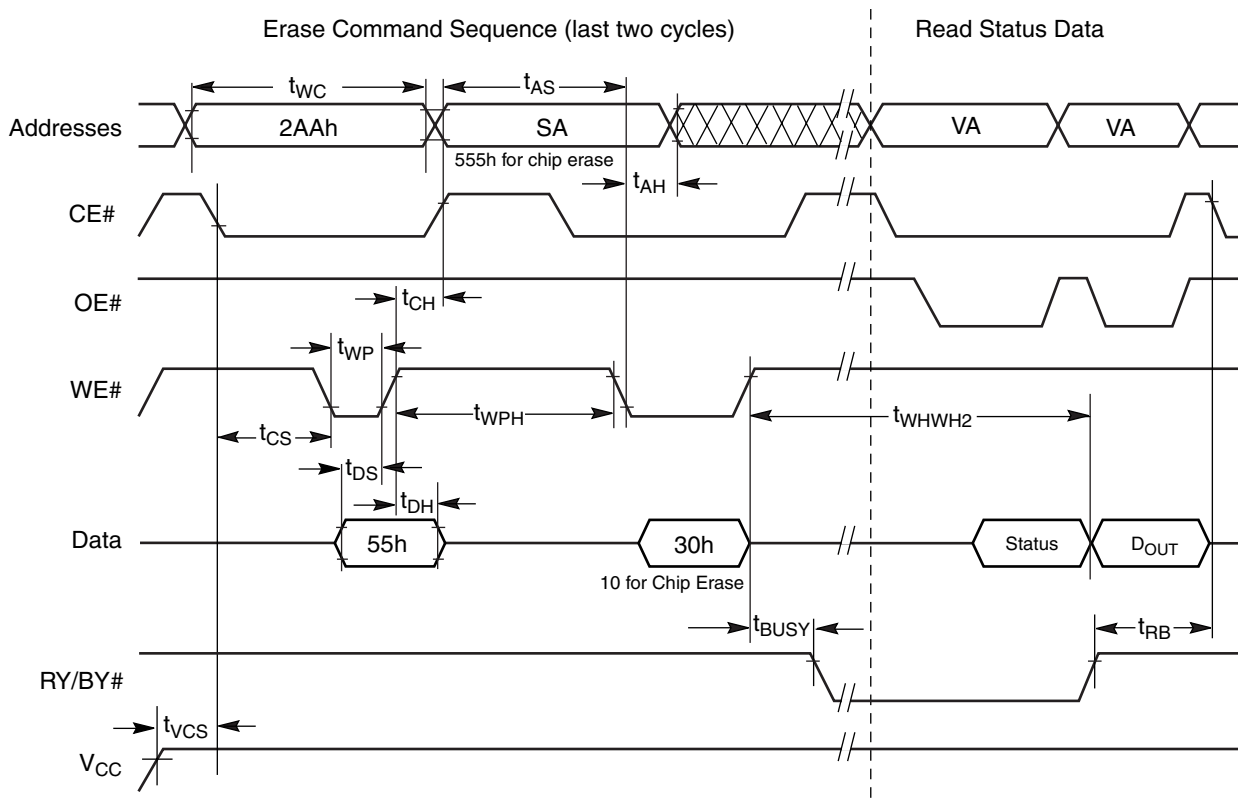 Erase Command Sequence (last two cycles) Read Status Data
tWC tAS
Addresses 2AAh SA VA VA
555h for chip erase
tAH
CE#
OE#
tCH
tWP
WE#
tWPH tWHWH2
tCS
tDS
tDH
Data 55h 30h Status DOUT
10 for Chip Erase
tBUSY tRB
RY/BY#
tVCS
VCC